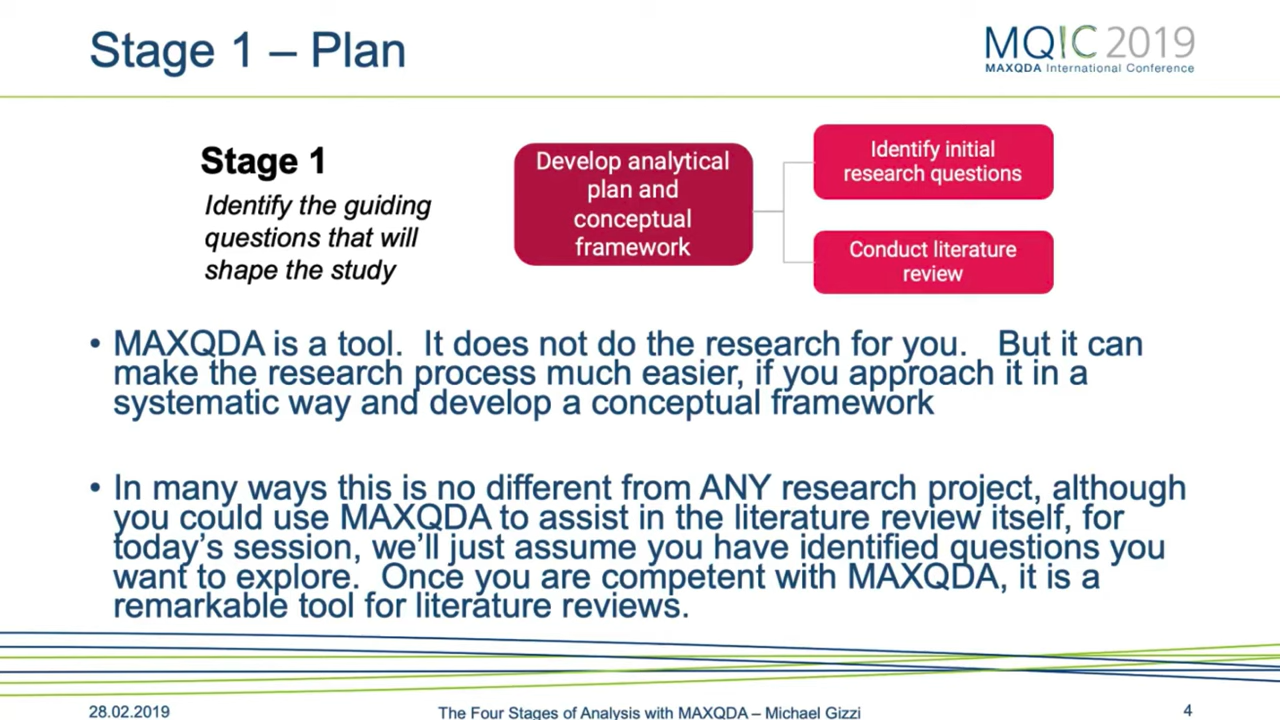 Stage 1 – Plan
MQIC 2019
MAXQDA International Conference
Stage 1
Identify the guiding
questions that will
shape the study
Develop analytical
plan and
conceptual
framework
Identify initial
research questions
Conduct literature
review
• MAXQDA is a tool.  It does not do the research for you.   But it can
make the research process much easier, if you approach it in a
systematic way and develop a conceptual framework
• In many ways this is no different from ANY research project, although
you could use MAXQDA to assist in the literature review itself, for
today’s session, we’ll just assume you have identified questions you
want to explore.  Once you are competent with MAXQDA, it is a
remarkable tool for literature reviews.
28.02.2019
The Four Stages of Analysis with MAXQDA – Michael Gizzi
4